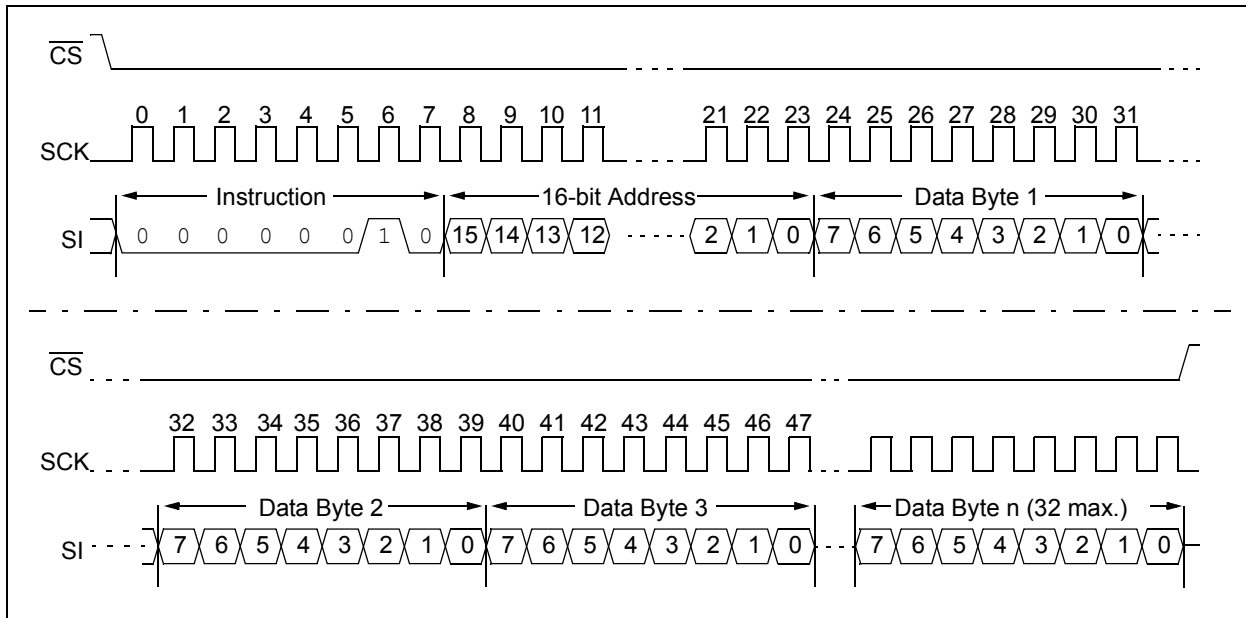 CS
0 1 2 3 4 5 6 7 8 9 10 11 21 22 23 24 25 26 27 28 29 30 31
SCK
Instruction 16-bit Address Data Byte 1
SI 0 0 0 0 0 0 1 0 15 14 13 12 2 1 0 7 6 5 4 3 2 1 0
CS
32 33 34 35 36 37 38 39 40 41 42 43 44 45 46 47
SCK
Data Byte 2 Data Byte 3 Data Byte n (32 max.)
SI 7 6 5 4 3 2 1 0 7 6 5 4 3 2 1 0 7 6 5 4 3 2 1 0